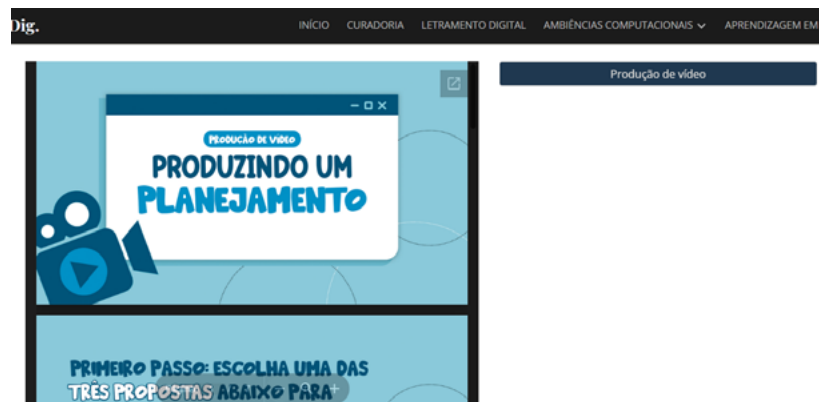 Dig.
INÍCIO CURADORIA LETRAMENTO DIGITAL AMBIÊNCIAS COMPUTACIONAIS APRENDIZAGEM EM
Produção de vídeo
PRODUÇÃO DE VÍDEO
PRODUZINDO UM
PLANEJAMENTO
PRIMEIRO PASSO: ESCOLHA UMA DAS
TRÊS PROPOSTAS ABAIXO PARA